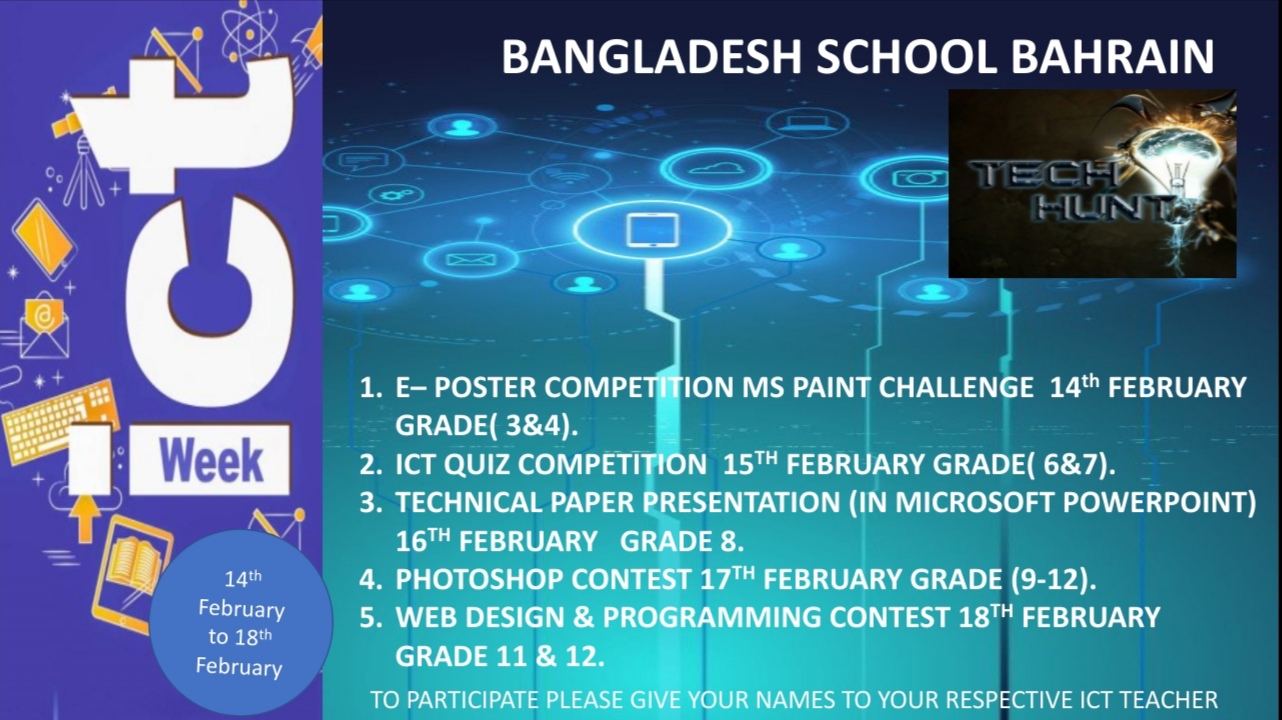 BANGLADESH SCHOOL BAHRAIN
TECH
HUNT
ict
Week
14th
February
to 18th
February
1. E– POSTER COMPETITION MS PAINT CHALLENGE 14th FEBRUARY
GRADE( 3&4).
2. ICT QUIZ COMPETITION 15TH FEBRUARY GRADE( 6&7).
3. TECHNICAL PAPER PRESENTATION (IN MICROSOFT POWERPOINT)
16TH FEBRUARY GRADE 8.
4. PHOTOSHOP CONTEST 17TH FEBRUARY GRADE (9-12).
5. WEB DESIGN & PROGRAMMING CONTEST 18TH FEBRUARY
GRADE 11 & 12.
TO PARTICIPATE PLEASE GIVE YOUR NAMES TO YOUR RESPECTIVE ICT TEACHER